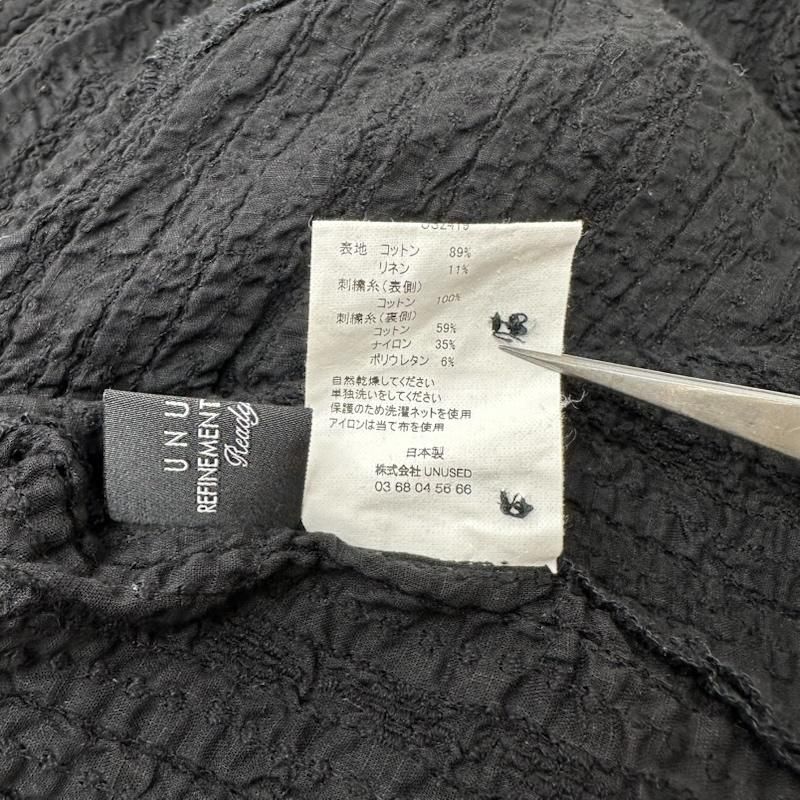 表地 コットン 89%
リネン 11%
刺繍糸(表側)
コットン 100%
刺繍糸(裏側)
コットン 59%
ナイロン 35%
ポリウレタン 6%
自然乾燥してください
単独洗いをしてください
保護のため洗濯ネットを使用
アイロンは当て布を使用
日本製
株式会社 UNUSED
03 68 04 56 66
UNU
REFINEMENT
Ready